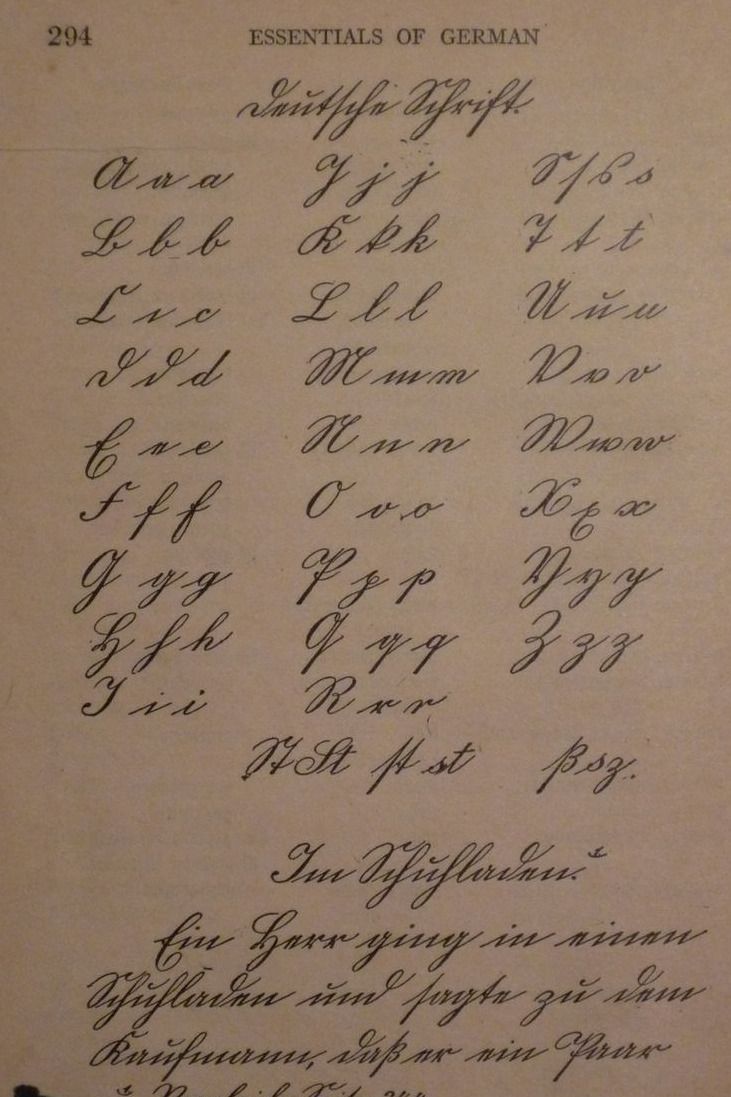 294 ESSENTIALS OF GERMAN
Deutsche Schrift.
A a a J j j S ſ s s
B b b K k k T t t
C c c L l l U u u
D d d M m m V v v
E e e N n n W w w
F f f O o o X x x
G g g P p p Y y y
H h h Q q q Z z z
I i i R r r
St St st st ß sz.
Im Schuhladen.*
Ein Herr ging in einen
Schuhladen und sagte zu dem
Kaufmann, daß er ein Paar